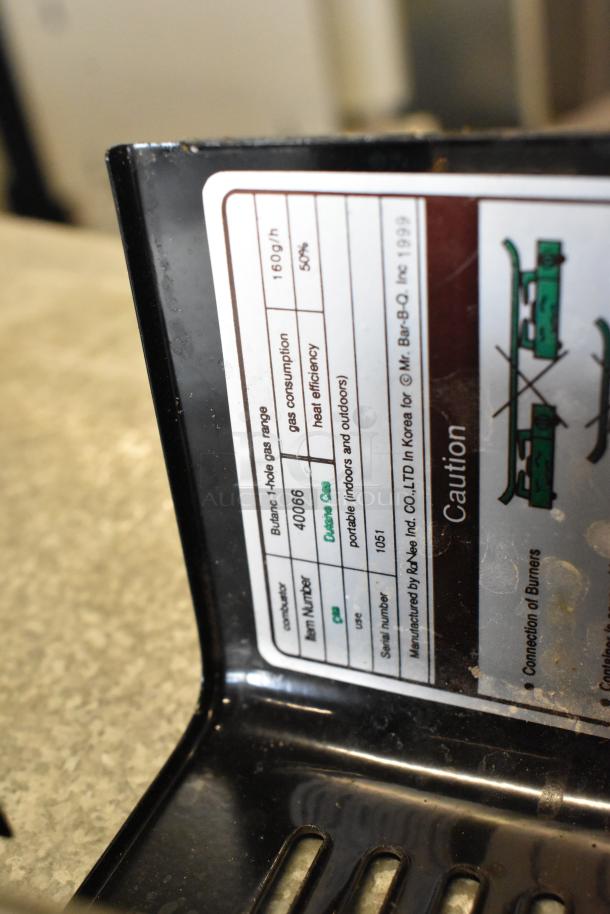 combustor Butane 1-hole gas range
Item Number 40066 gas consumption 160g/h
Gas Butane Gas heat efficiency 50%
use portable (indoors and outdoors)
Serial number 1051
Manufactured by Ind. CO.,LTD In Korea for © Mr. Bar-B-Q. Inc 1999
Caution
• Connection of Burners
AUCTION GROUP